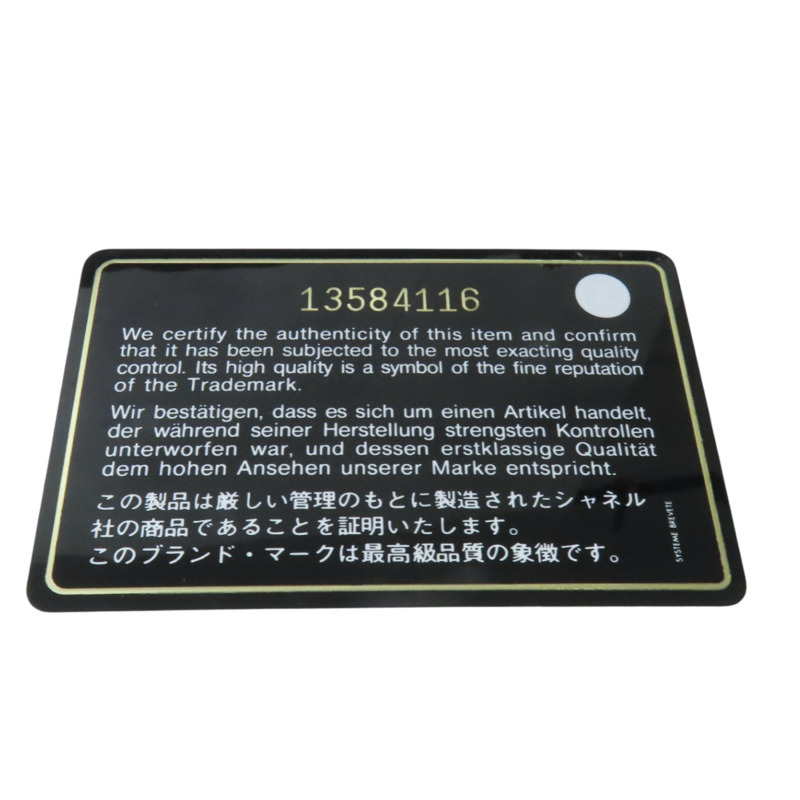 13584116
We certify the authenticity of this item and confirm
that it has been subjected to the most exacting quality
control. Its high quality is a symbol of the fine reputation
of the Trademark.
Wir bestätigen, dass es sich um einen Artikel handelt,
der während seiner Herstellung strengsten Kontrollen
unterworfen war, und dessen erstklassige Qualität
dem hohen Ansehen unserer Marke entspricht.
この製品は厳しい管理のもとに製造されたシャネル
社の商品であることを証明いたします。
このブランド・マークは最高級品質の象徴です。
SYSTEME BREVETE